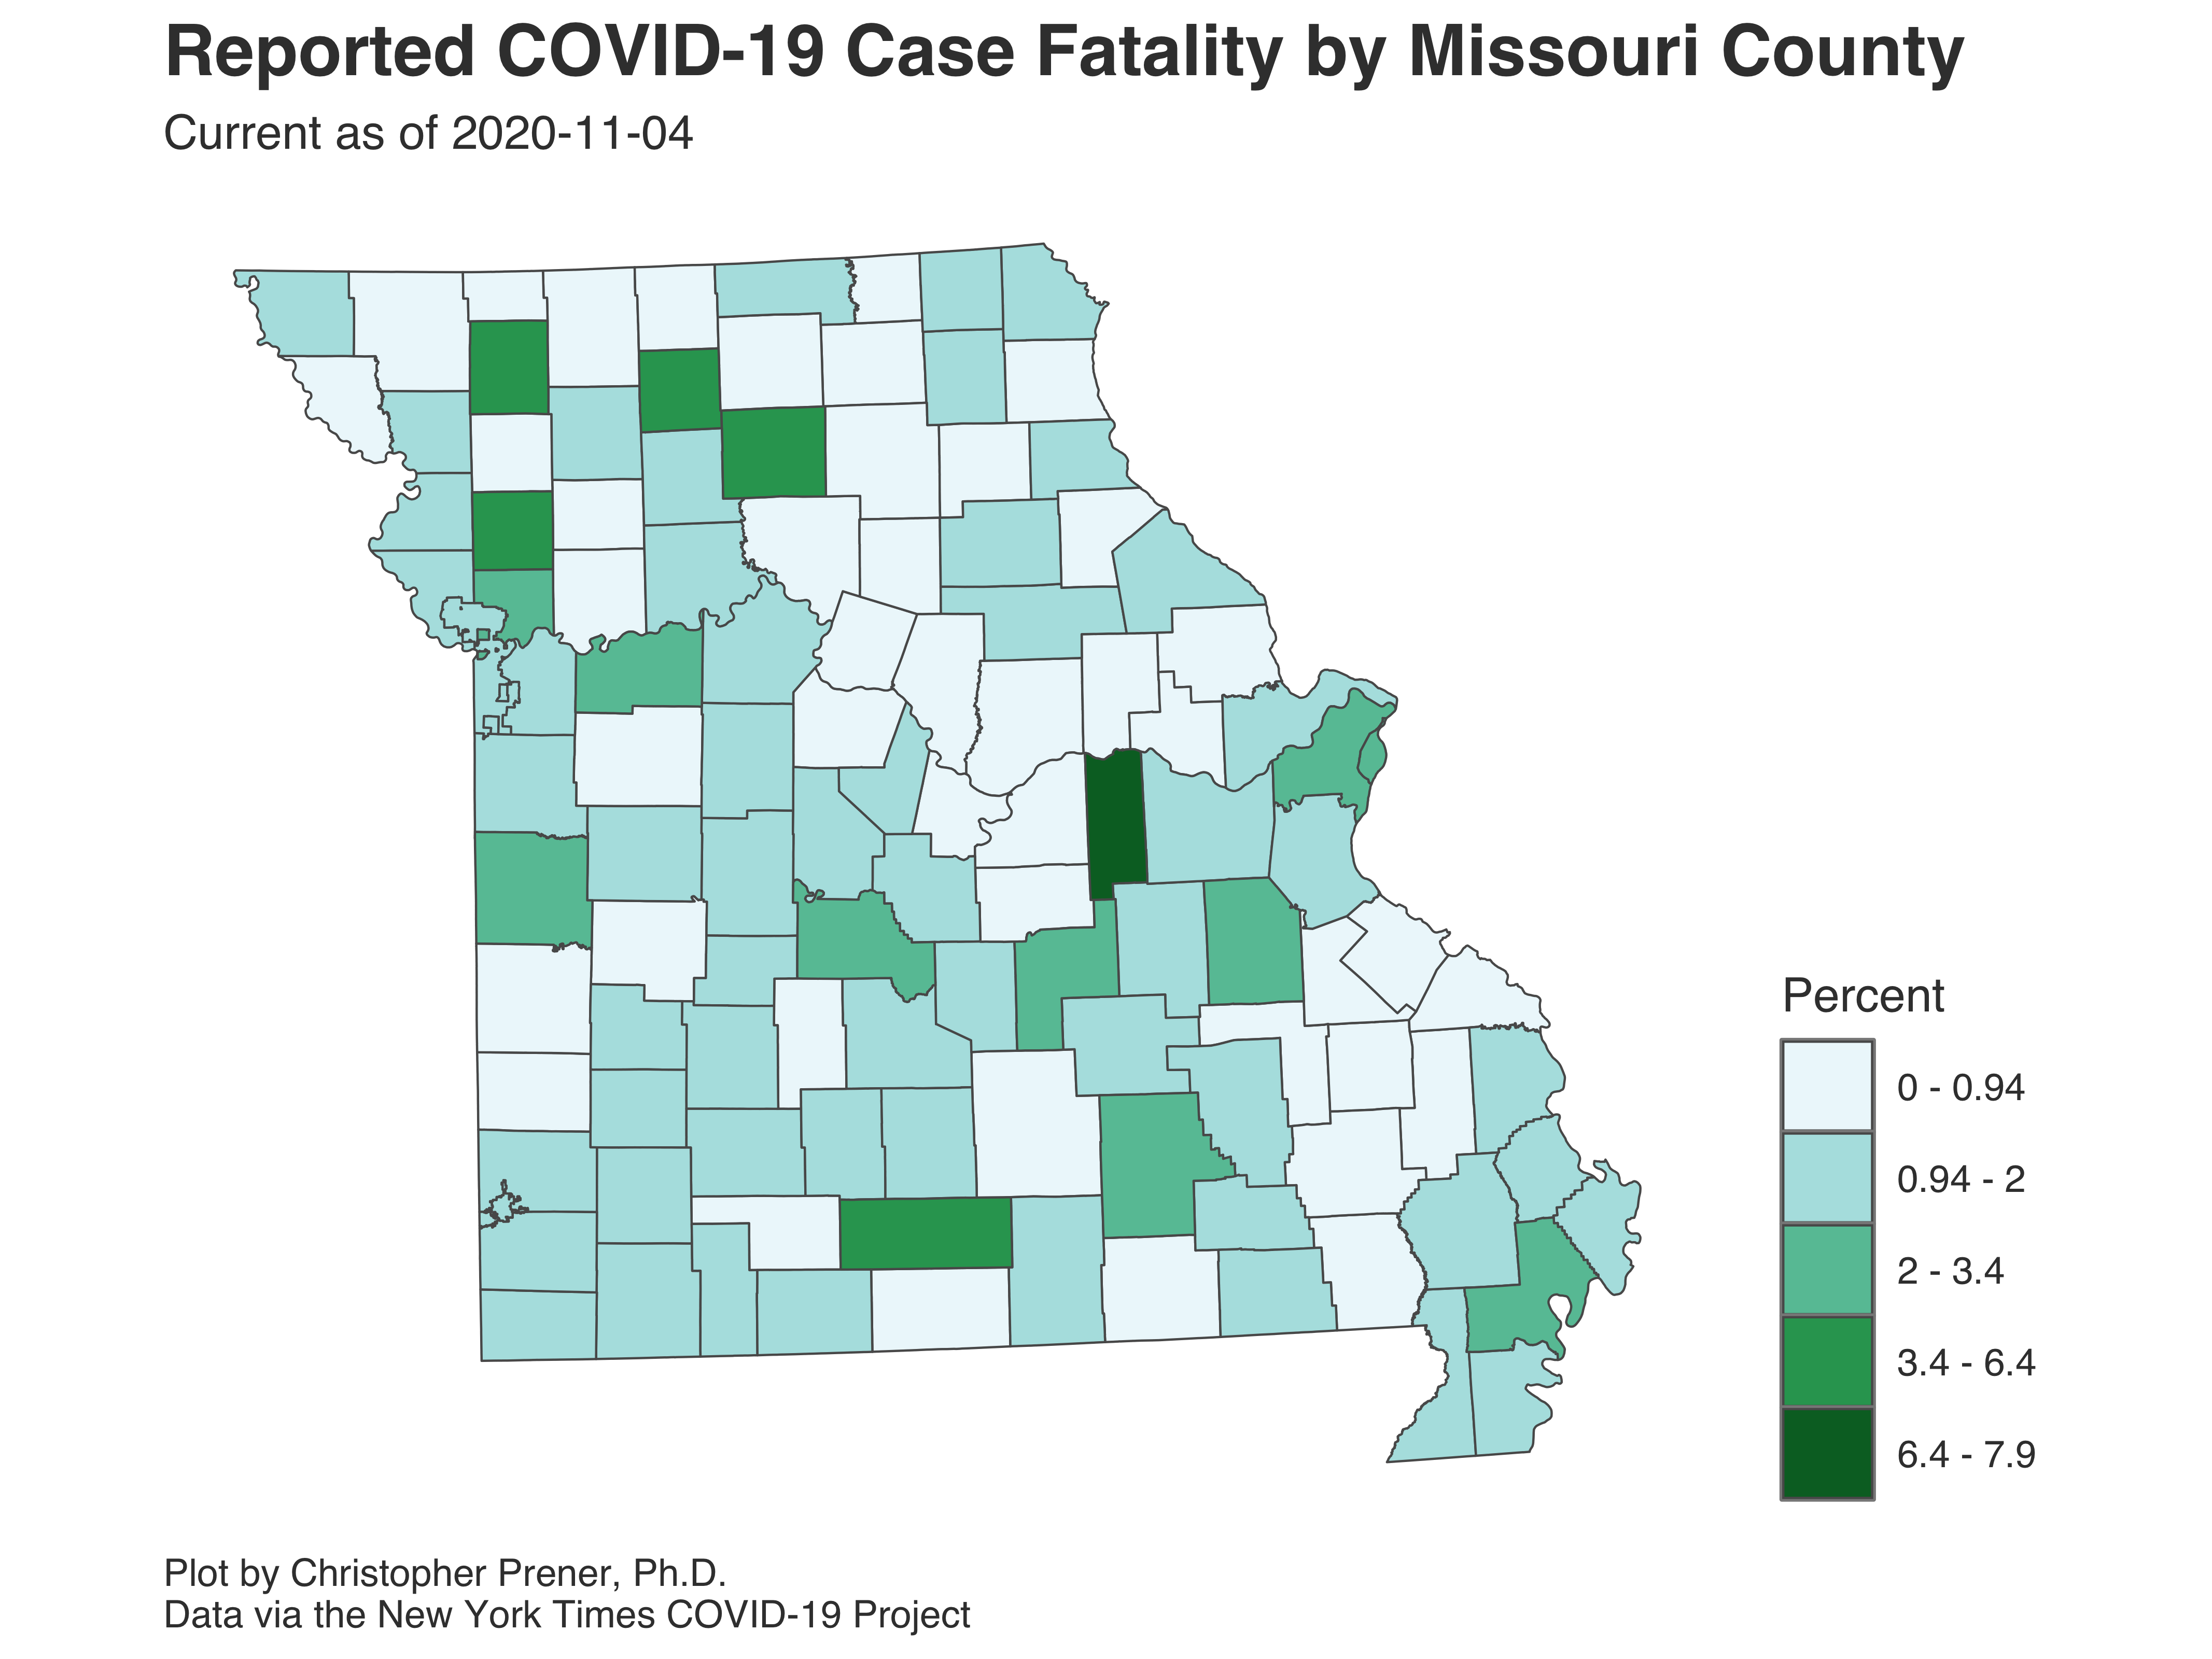 Reported COVID-19 Case Fatality by Missouri County
Current as of 2020-11-04
Percent
0 - 0.94
0.94 - 2
2 - 3.4
3.4 - 6.4
6.4 - 7.9
Plot by Christopher Prener, Ph.D.
Data via the New York Times COVID-19 Project